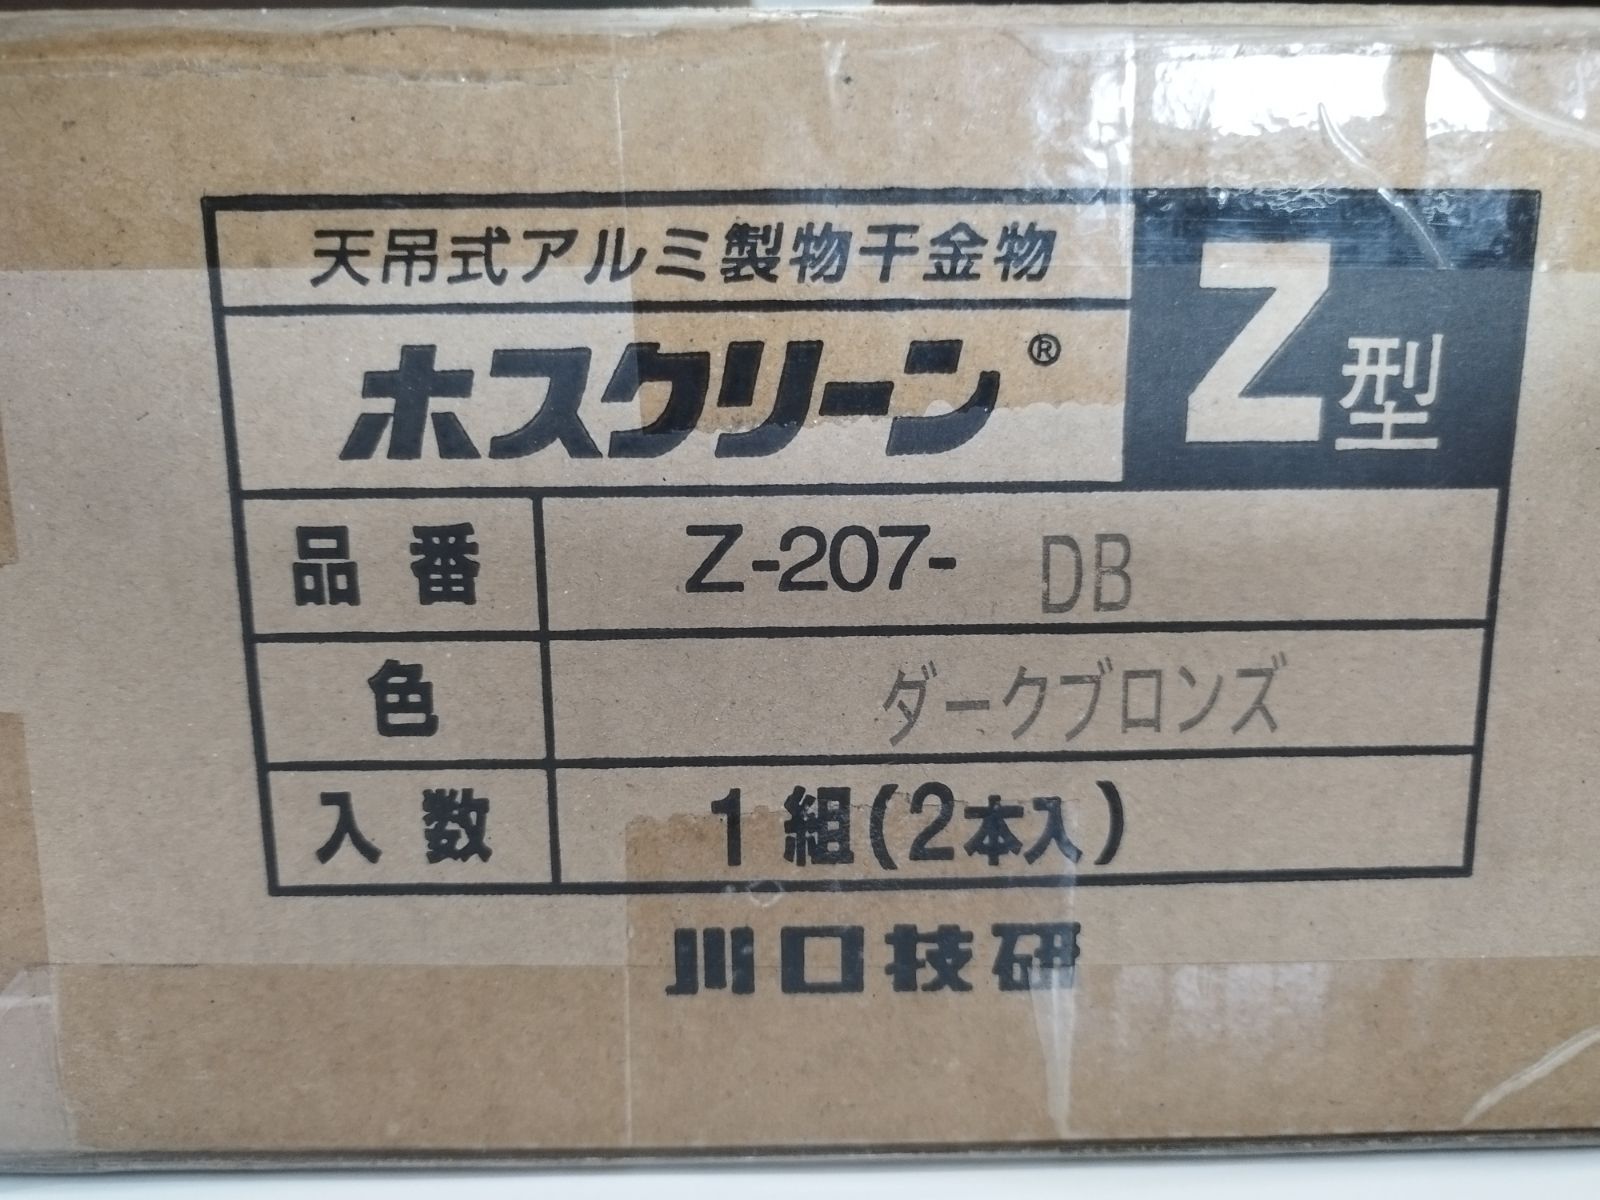 天吊式アルミ製物干金物
ホスクリーン®
Z型
品番 Z-207-DB
色 ダークブロンズ
入数 1組(2本入)
川口技研